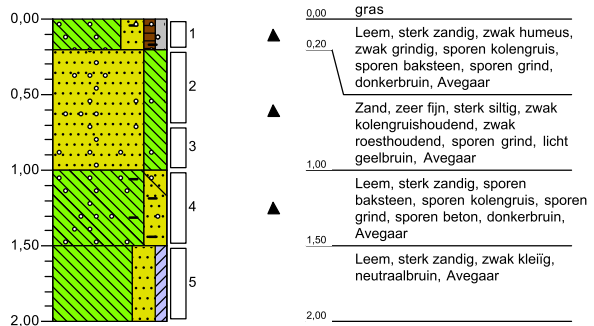 0,00
0,50
1,00
1,50
2,00
1
2
3
4
5
0,00
gras
Leem, sterk zandig, zwak humeus,
zwak grindig, sporen kolengruis,
sporen baksteen, sporen grind,
donkerbruin, Avegaar
0,20
Zand, zeer fijn, sterk siltig, zwak
kolengruishoudend, zwak
roesthoudend, sporen grind, licht
geelbruin, Avegaar
1,00
Leem, sterk zandig, sporen
baksteen, sporen kolengruis, sporen
grind, sporen beton, donkerbruin,
Avegaar
1,50
Leem, sterk zandig, zwak kleiïg,
neutraalbruin, Avegaar
2,00